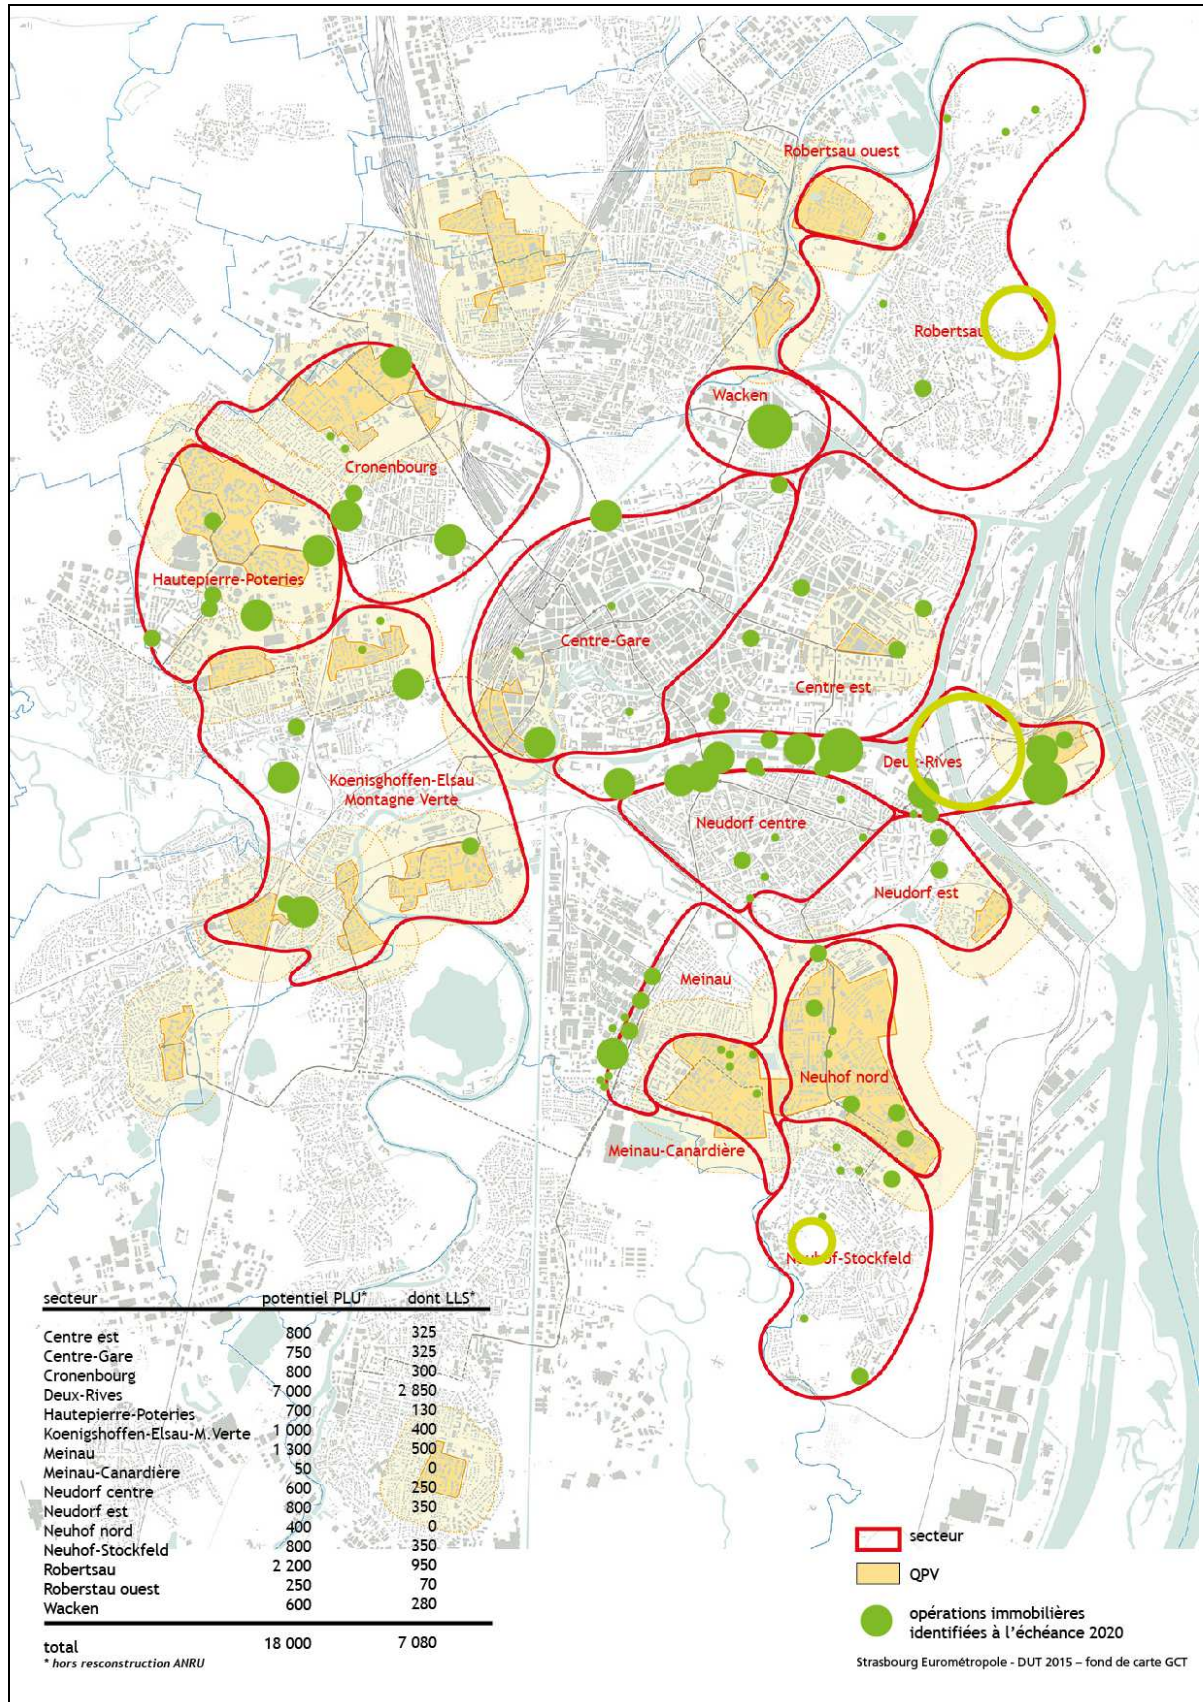 Robertsau ouest
Robertsau
Wacken
Cronenbourg
Hautepierre-Poteries
Centre-Gare
Centre est
Deux-Rives
Koenisghoffen-Elsau
Montagne Verte
Neudorf centre
Neudorf est
Meinau
Neuhof nord
Meinau-Canardière
Neuhof-Stockfeld
secteur potentiel PLU* dont LLS*
Centre est 800 325
Centre-Gare 750 325
Cronenbourg 800 300
Deux-Rives 7 000 2 850
Hautepierre-Poteries 700 130
Koenigshoffen-Elsau-M.Verte 1 000 400
Meinau 1 300 500
Meinau-Canardière 50 0
Neudorf centre 600 250
Neudorf est 800 350
Neuhof nord 400 0
Neuhof-Stockfeld 800 350
Robertsau 2 200 950
Roberstau ouest 250 70
Wacken 600 280
total 18 000 7 080
* hors resconstruction ANRU
secteur
QPV
opérations immobilières
identifiées à l'échéance 2020
Strasbourg Eurométropole - DUT 2015 – fond de carte GCT